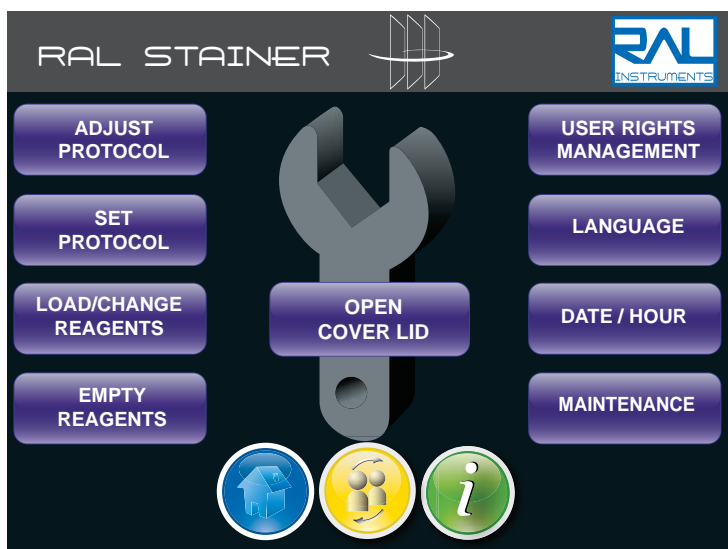 RAL STAINER
RAL
INSTRUMENTS
ADJUST
PROTOCOL
SET
PROTOCOL
LOAD/CHANGE
REAGENTS
EMPTY
REAGENTS
OPEN
COVER LID
USER RIGHTS
MANAGEMENT
LANGUAGE
DATE / HOUR
MAINTENANCE
i